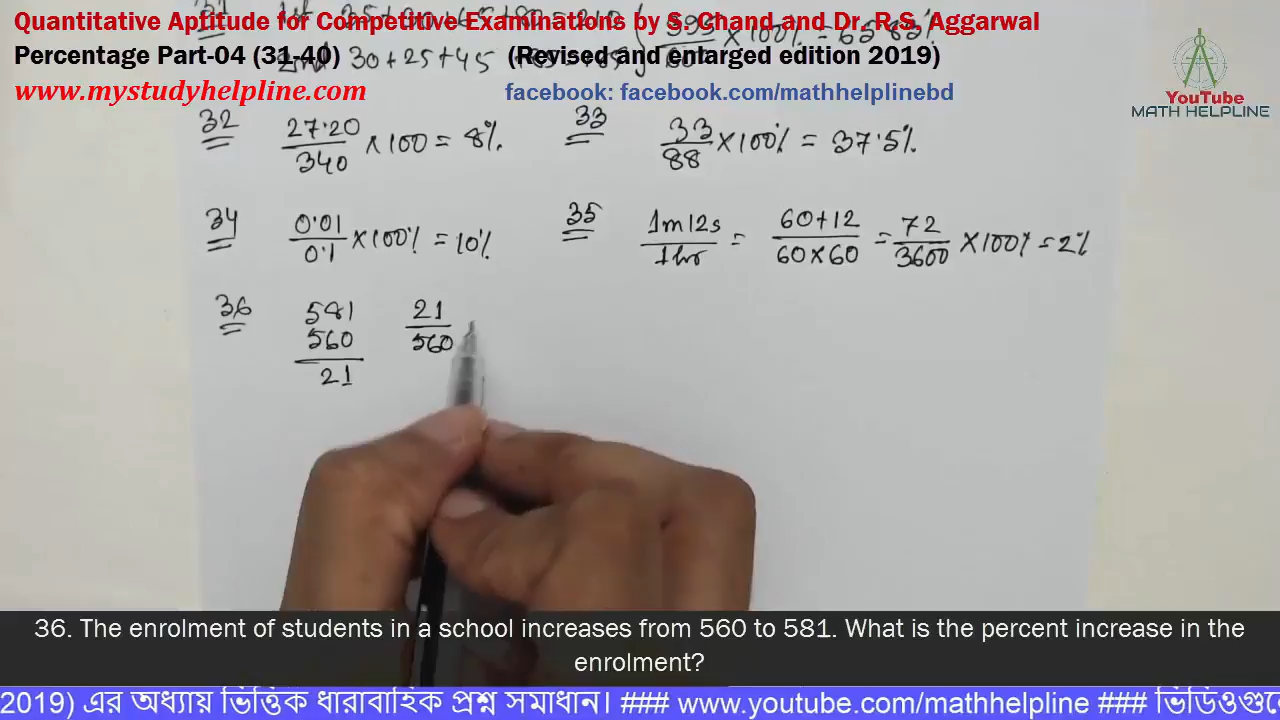 Quantitative Aptitude for Competitive Examinations by S. Chand and Dr. R.S. Aggarwal
Percentage Part-04 (31-40) (Revised and enlarged edition 2019)
www.mystudyhelpline.com facebook: facebook.com/mathhelplinebd
YouTube
MATH HELPLINE
30+25+45
32 27.20/340 ×100 = 8% 33 33/88 ×100% = 37.5%
34 0.01/0.1 ×100% = 10% 35 1m12s/1hr = 60+12/60×60 = 72/3600 ×100% = 2%
36 581 21
560 560
21
36. The enrolment of students in a school increases from 560 to 581. What is the percent increase in the
enrolment?
2019) এর অধ্যায় ভিত্তিক ধারাবাহিক প্রশ্ন সমাধান। ### www.youtube.com/mathhelpline ###